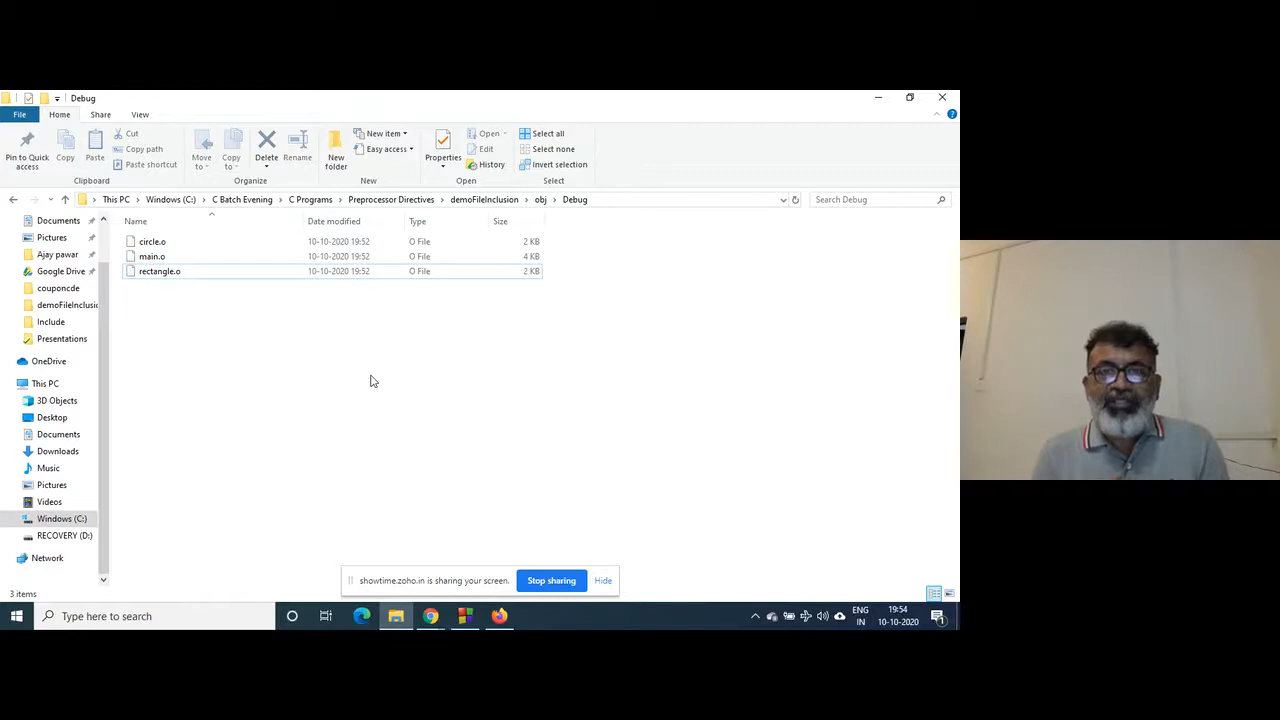 Debug
File Home Share View
Pin to Quick access
Copy
Paste
Cut
Copy path
Paste shortcut
Clipboard
Move to
Copy to
Delete
Rename
Organize
New folder
New item
Easy access
New
Properties
Open
Edit
History
Open
Select all
Select none
Invert selection
Select
This PC > Windows (C:) > C Batch Evening > C Programs > Preprocessor Directives > demoFileInclusion > obj > Debug
Search Debug
Name Date modified Type Size
circle.o 10-10-2020 19:52 O File 2 KB
main.o 10-10-2020 19:52 O File 4 KB
rectangle.o 10-10-2020 19:52 O File 2 KB
Documents
Pictures
Ajay pawar
Google Drive
couponcde
demoFileInclusic
Include
Presentations
OneDrive
This PC
3D Objects
Desktop
Documents
Downloads
Music
Pictures
Videos
Windows (C:)
RECOVERY (D:)
Network
3 items
showtime.zoho.in is sharing your screen. Stop sharing Hide
Type here to search
ENG
IN
19:54
10-10-2020
1